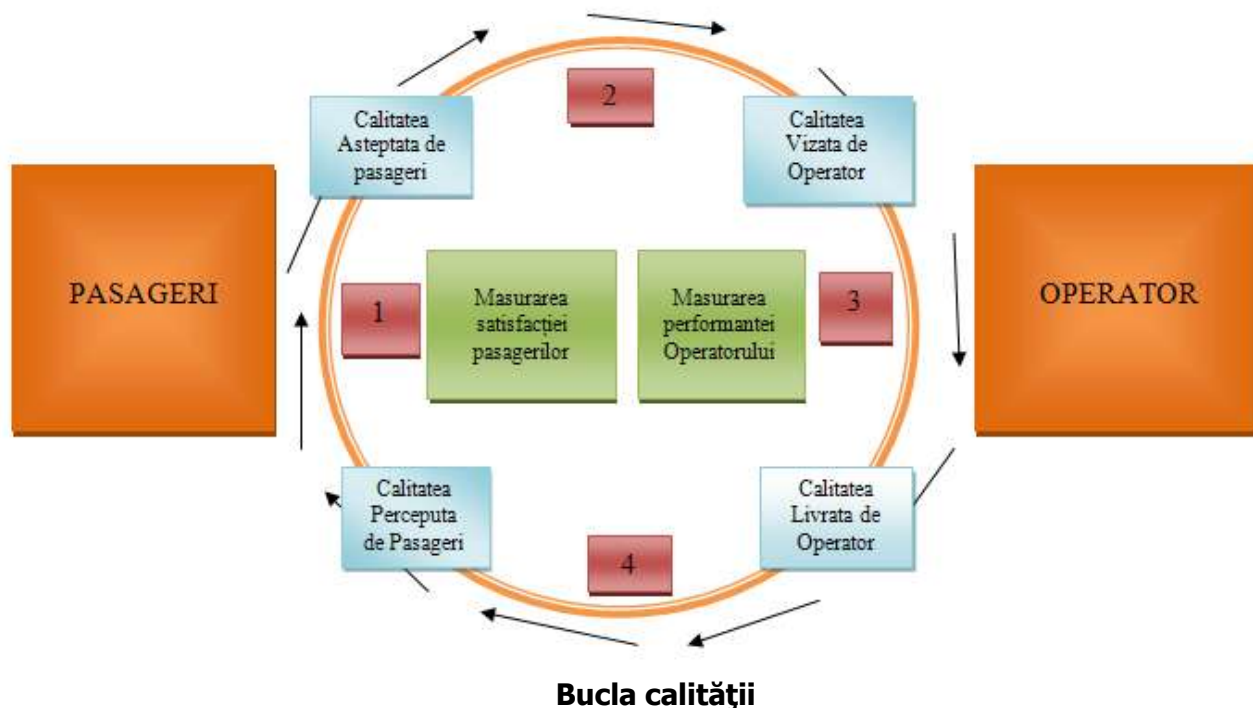 2
Calitatea
Asteptata de
pasageri
Calitatea
Vizata de
Operator
PASAGERI
1
Masurarea
satisfacției
pasagerilor
Masurarea
performantei
Operatorului
3
OPERATOR
Calitatea
Perceputa
de Pasageri
4
Calitatea
Livrata de
Operator
Bucla calității